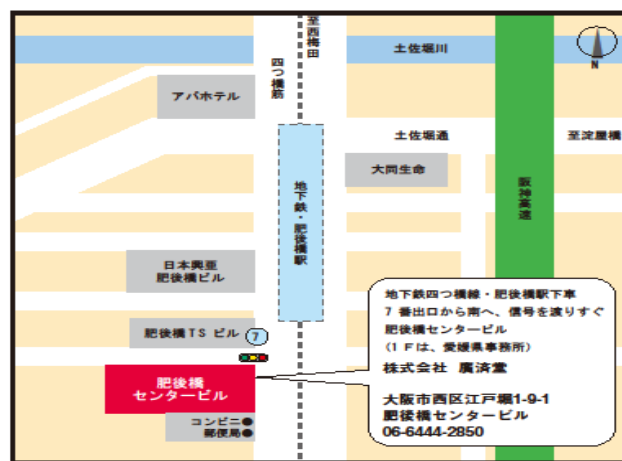 至西梅田
土佐堀川
N
四つ橋筋
アパホテル
土佐堀通
至淀屋橋
大同生命
地下鉄・肥後橋駅
阪神高速
日本興亜
肥後橋ビル
肥後橋TS ビル
7
肥後橋
センタービル
コンビニ●
郵便局●
地下鉄四つ橋線・肥後橋駅下車
7 番出口から南へ、信号を渡りすぐ
肥後橋センタービル
(1 Fは、愛媛県事務所)
株式会社 廣済堂
大阪市西区江戸堀1-9-1
肥後橋センタービル
06-6444-2850